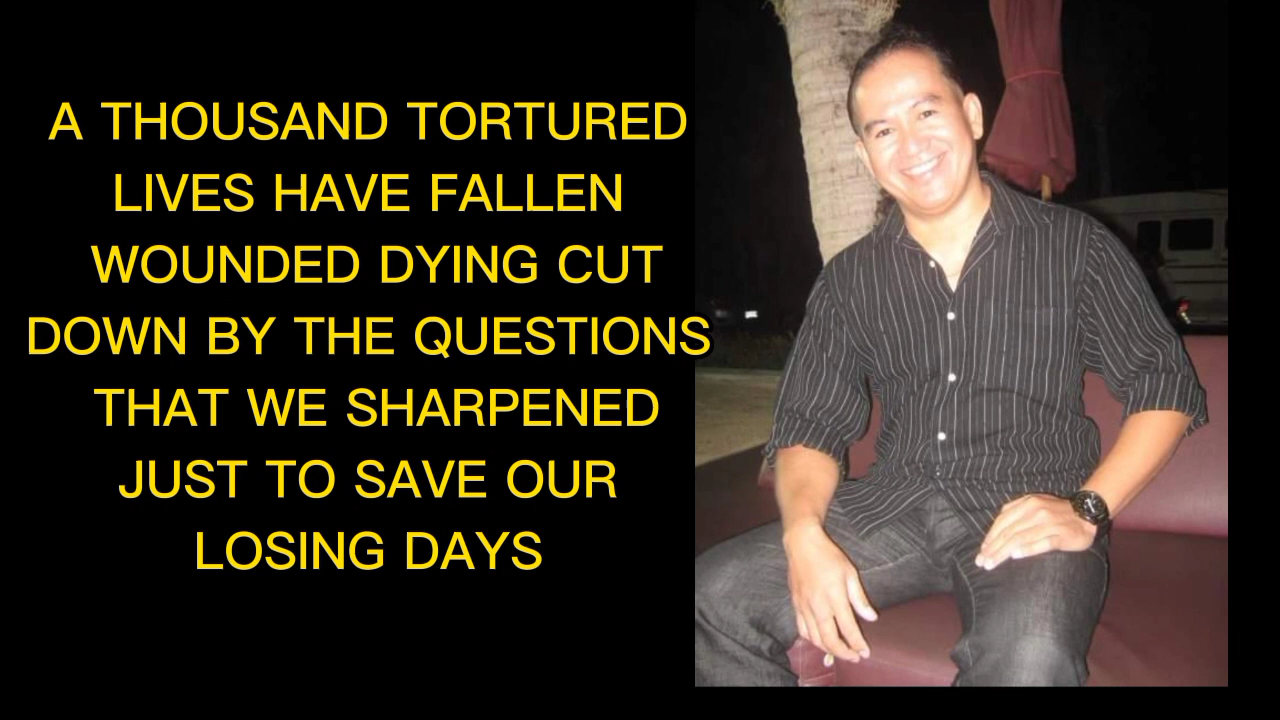 A THOUSAND TORTURED
LIVES HAVE FALLEN
WOUNDED DYING CUT
DOWN BY THE QUESTIONS
THAT WE SHARPENED
JUST TO SAVE OUR
LOSING DAYS